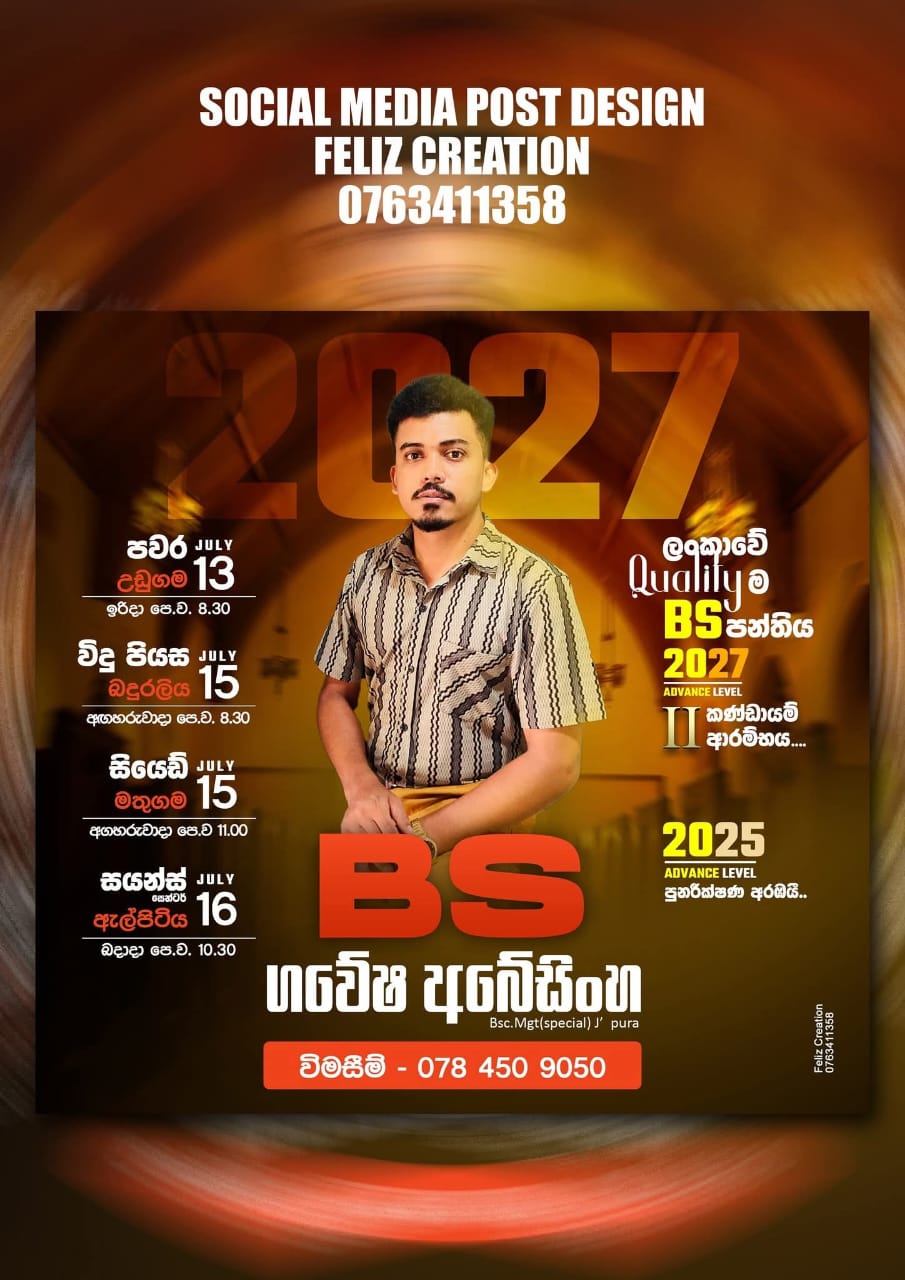 SOCIAL MEDIA POST DESIGN
FELIZ CREATION
0763411358
2027
පවර JULY
උඩුගම 13
ඉරිදා පෙ.ව. 8.30
විදු පියස JULY
බදුරලිය 15
අඟහරුවාදා පෙ.ව. 8.30
සියෙඩ් JULY
මතුගම 15
අගහරුවාදා පෙ.ව 11.00
සයන්ස් JULY
සෙන්ටර්
ඇල්පිටිය 16
බදාදා පෙ.ව. 10.30
ලංකාවේ
Quality ම
BS පන්තිය
2027
ADVANCE LEVEL
II කණ්ඩායම්
ආරම්භය....
2025
ADVANCE LEVEL
පුනරීක්ෂණ අරඹයී..
BS
ගවේෂ අබේසිංහ
Bsc.Mgt(special) J' pura
විමසීම් - 078 450 9050
Feliz Creation
0763411358